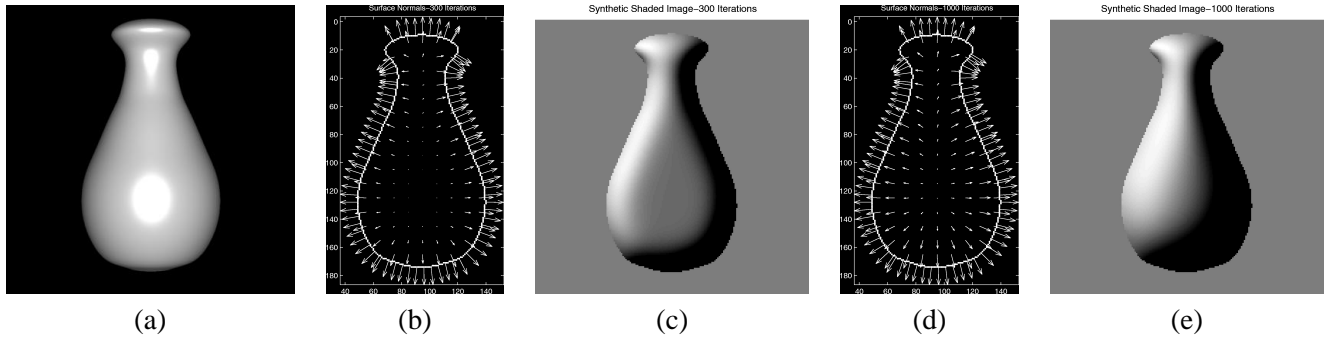 Surface Normals-300 Iterations
Synthetic Shaded Image-300 Iterations
Surface Normals-1000 Iterations
Synthetic Shaded Image-1000 Iterations
0
20
40
60
80
100
120
140
160
180
40 60 80 100 120 140
0
20
40
60
80
100
120
140
160
180
40 60 80 100 120 140
(a) (b) (c) (d) (e)